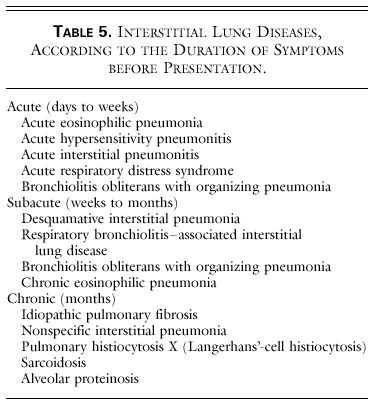 TABLE 5. INTERSTITIAL LUNG DISEASES,
ACCORDING TO THE DURATION OF SYMPTOMS
BEFORE PRESENTATION.
Acute (days to weeks)
Acute eosinophilic pneumonia
Acute hypersensitivity pneumonitis
Acute interstitial pneumonitis
Acute respiratory distress syndrome
Bronchiolitis obliterans with organizing pneumonia
Subacute (weeks to months)
Desquamative interstitial pneumonia
Respiratory bronchiolitis–associated interstitial
lung disease
Bronchiolitis obliterans with organizing pneumonia
Chronic eosinophilic pneumonia
Chronic (months)
Idiopathic pulmonary fibrosis
Nonspecific interstitial pneumonia
Pulmonary histiocytosis X (Langerhans'-cell histiocytosis)
Sarcoidosis
Alveolar proteinosis